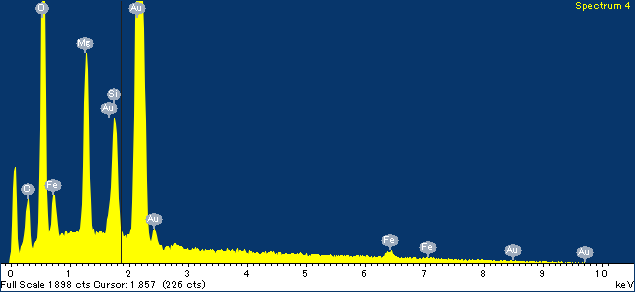 Spectrum 4
O Au
Mg
Si
Au
O Fe
Au
Fe Fe Au Au
0 1 2 3 4 5 6 7 8 9 10
Full Scale 1898 cts Cursor: 1.857 (226 cts) keV